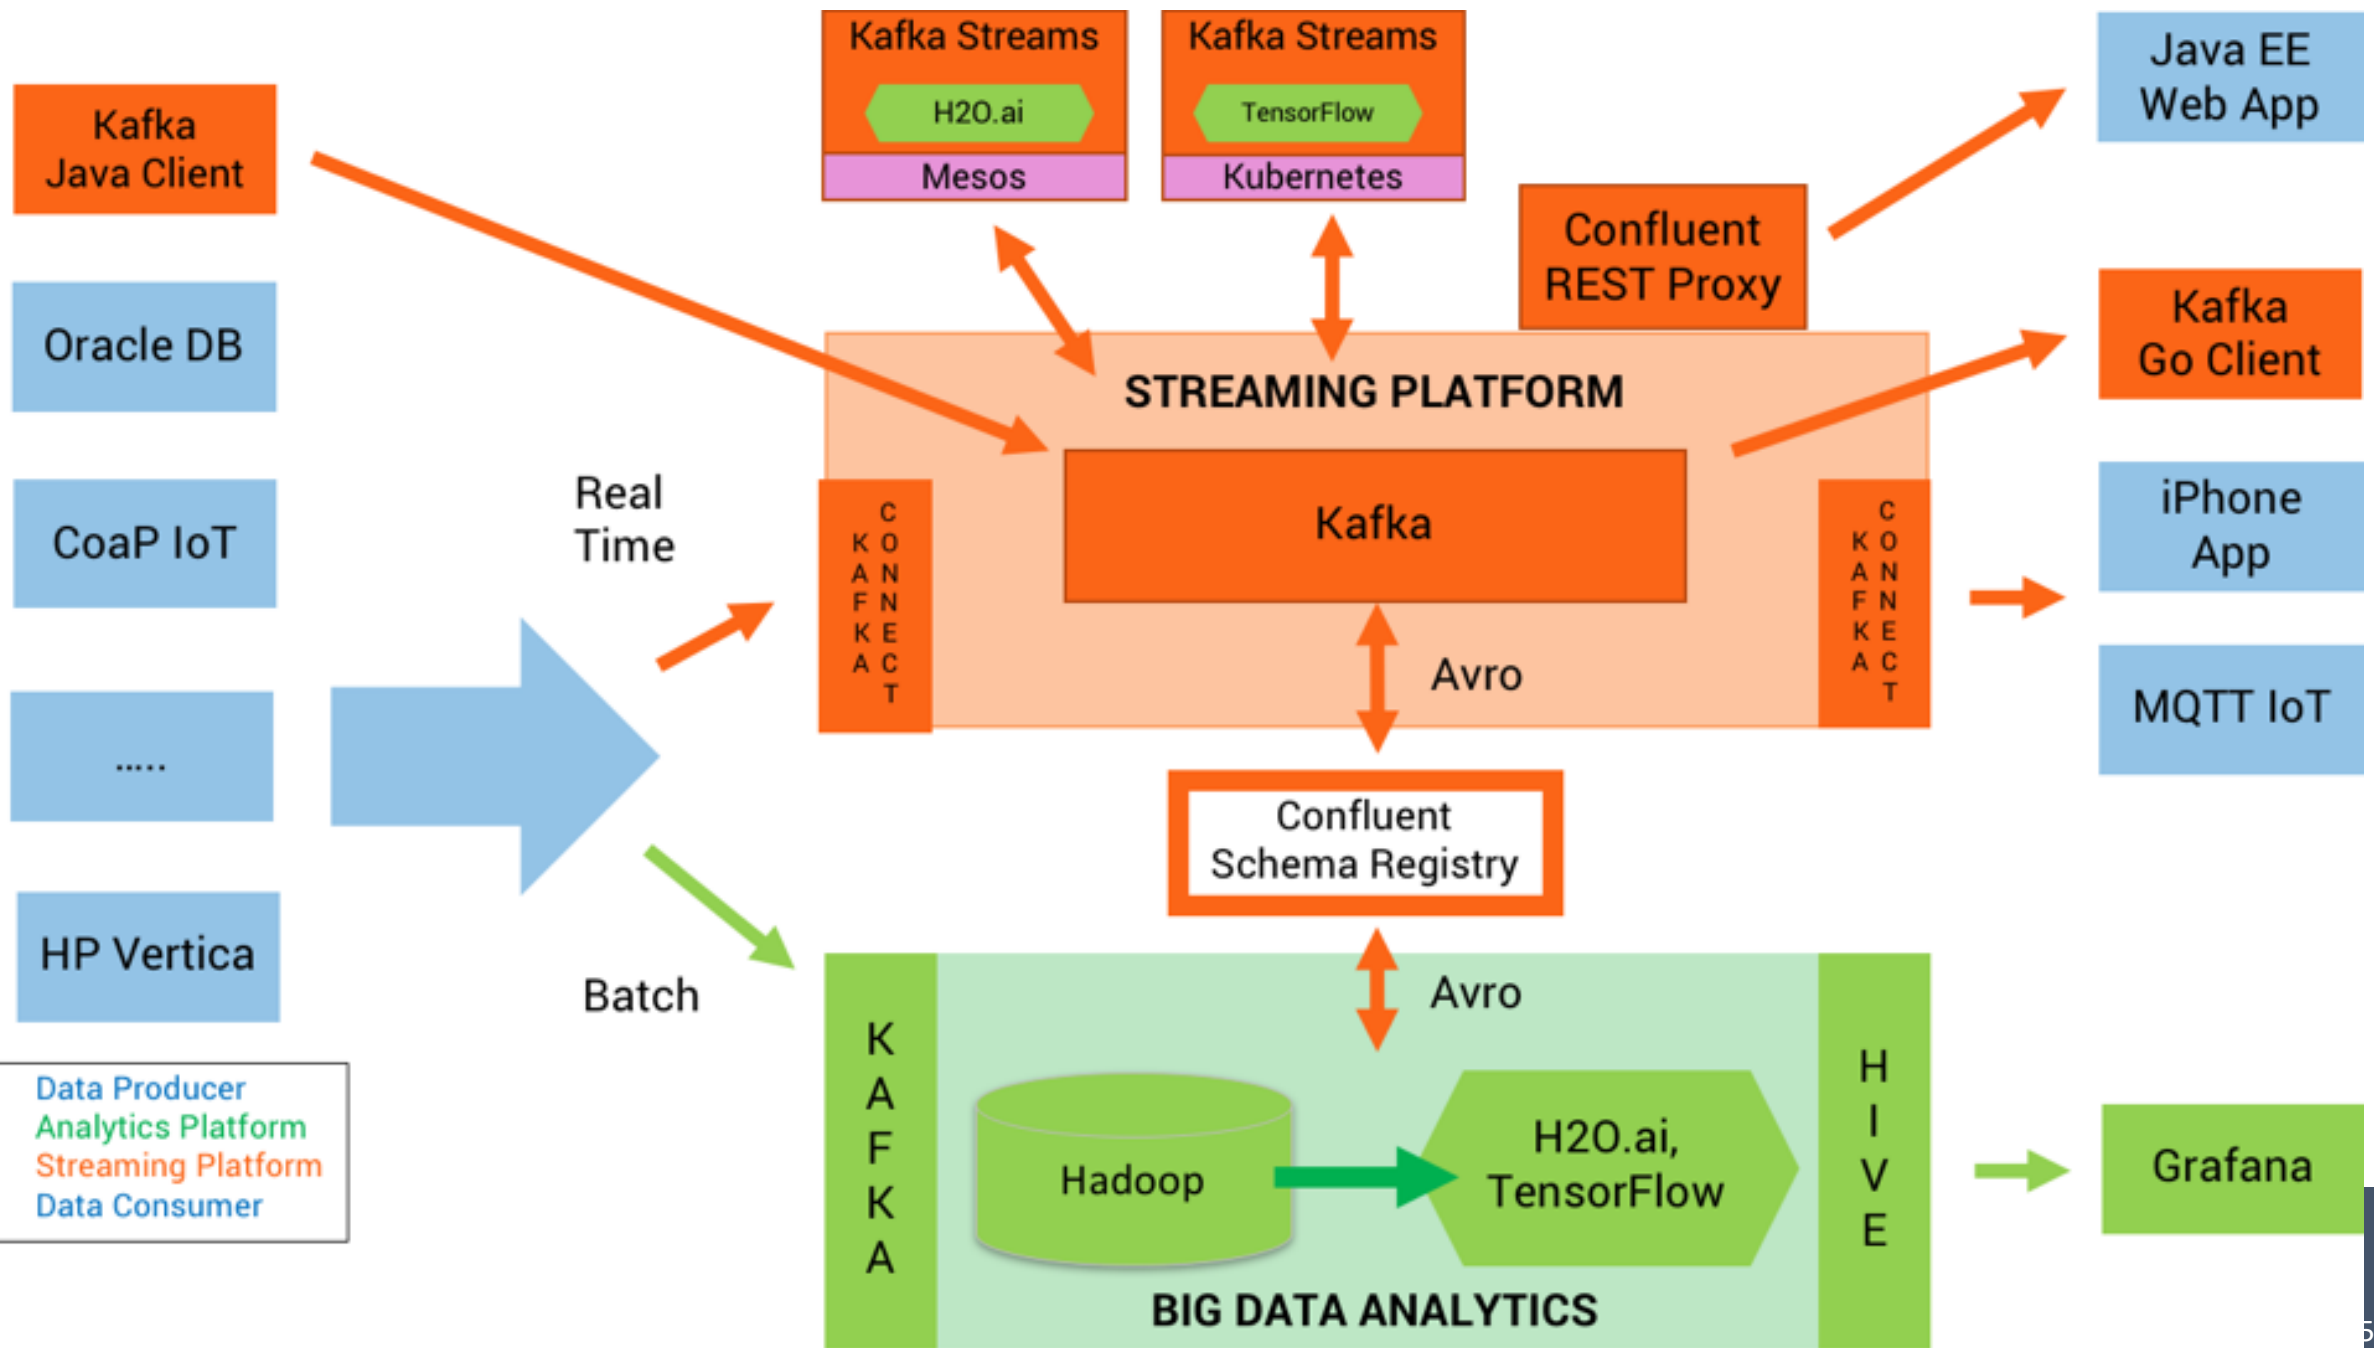 Kafka
Java Client
Oracle DB
CoaP IoT
.....
HP Vertica
Data Producer
Analytics Platform
Streaming Platform
Data Consumer
Real
Time
Batch
Kafka Streams
H2O.ai
Mesos
Kafka Streams
TensorFlow
Kubernetes
Confluent
REST Proxy
STREAMING PLATFORM
KAFKA
CONNECT
Kafka
KAFKA
CONNECT
Avro
Confluent
Schema Registry
Avro
KAFKA
Hadoop
H2O.ai,
TensorFlow
HIVE
BIG DATA ANALYTICS
Java EE
Web App
Kafka
Go Client
iPhone
App
MQTT IoT
Grafana